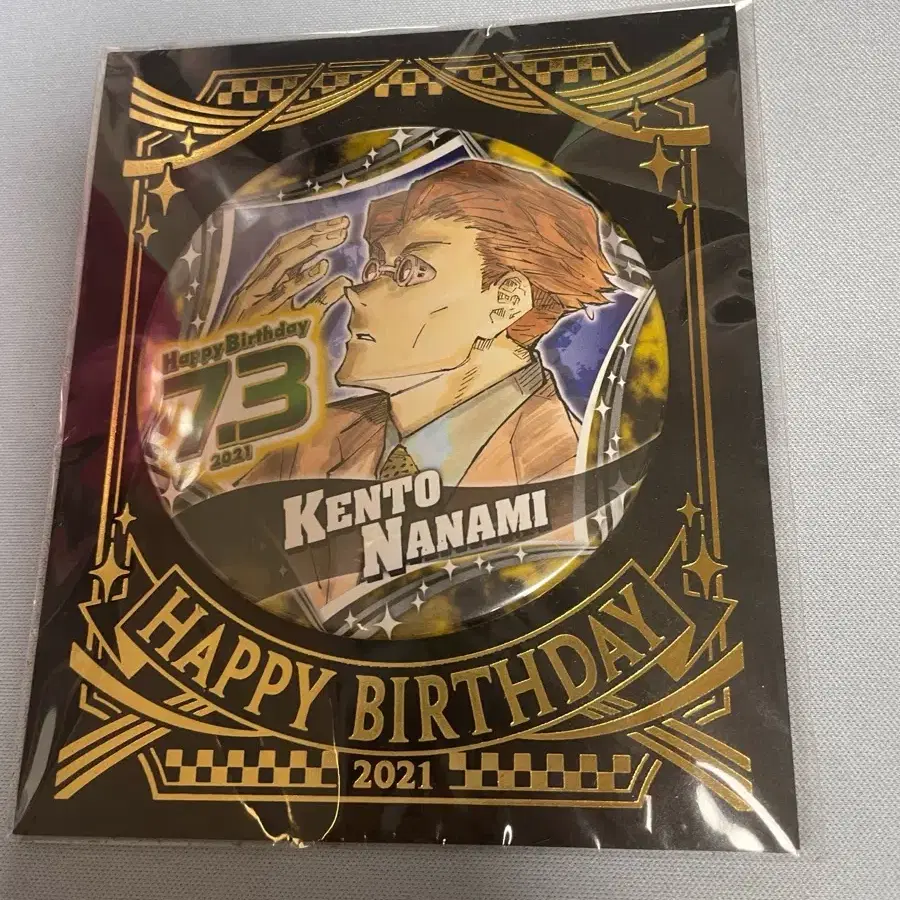 Happy Birthday
7.3
2021
KENTO
NANAMI
HAPPY BIRTHDAY
2021